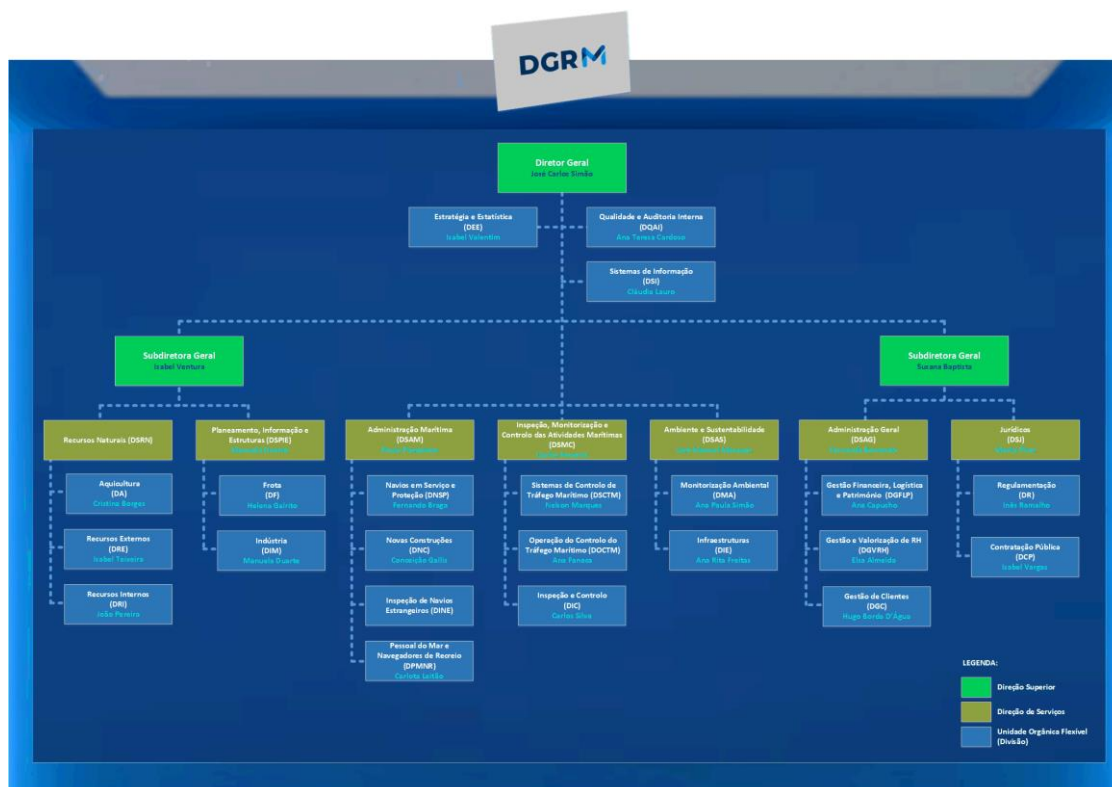 DGRM
Diretor Geral
José Carlos Simão
Estratégia e Estatística
(DEE)
Isabel Valentim
Qualidade e Auditoria Interna
(DQAI)
Ana Teresa Cardoso
Sistemas de Informação
(DSI)
Cláudia Louro
Subdiretora Geral
Isabel Ventura
Subdiretora Geral
Susana Baptista
Recursos Naturais (DSRN)
Planeamento, Informação e
Estruturas (DSPIE)
Administração Marítima
(DSAM)
Inspeção, Monitorização e
Controlo das Atividades Marítimas
(DSMC)
Ambiente e Sustentabilidade
(DSAS)
Administração Geral
(DSAG)
Jurídicos
(DSJ)
Aquicultura
(DA)
Cristina Borges
Recursos Externos
(DRE)
Isabel Teixeira
Recursos Internos
(DRI)
João Pereira
Frota
(DF)
Helena Gairito
Indústria
(DIM)
Manuela Duarte
Navios em Serviço e
Proteção (DNSP)
Fernando Braga
Novas Construções
(DNC)
Conceição Gallis
Inspeção de Navios
Estrangeiros (DINE)
Pessoal do Mar e
Navegadores de Recreio
(DPMNR)
Carlota Leitão
Sistemas de Controlo de
Tráfego Marítimo (DSCTM)
Nelson Marques
Operação do Controlo do
Tráfego Marítimo (DOCTM)
Ana Fonseca
Inspeção e Controlo
(DIC)
Carlos Silva
Monitorização Ambiental
(DMA)
Ana Paula Simão
Infraestruturas
(DIE)
Ana Rita Freitas
Gestão Financeira, Logística
e Património (DGFLP)
Ana Capucho
Gestão e Valorização de RH
(DGVRH)
Elsa Almeida
Gestão de Clientes
(DGC)
Hugo Borda D'Água
Regulamentação
(DR)
Inês Ramalho
Contratação Pública
(DCP)
Isabel Vargas
LEGENDA:
Direção Superior
Direção de Serviços
Unidade Orgânica Flexível
(Divisão)